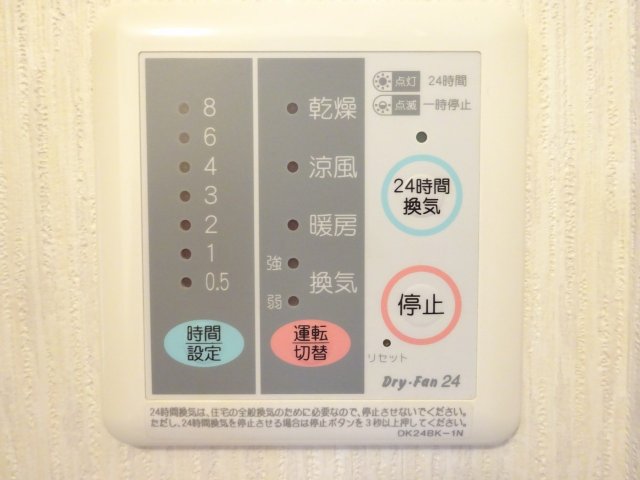 8
6
4
3
2
1
0.5
時間
設定
乾燥
涼風
暖房
強
換気
弱
運転
切替
点灯 24時間
点滅 一時停止
24時間
換気
停止
リセット
Dry-Fan 24
24時間換気は、住宅の全般換気のために必要なので、停止させないでください。
ただし、24時間換気を停止させる場合は停止ボタンを3秒以上押してください。
DK24BK-1N